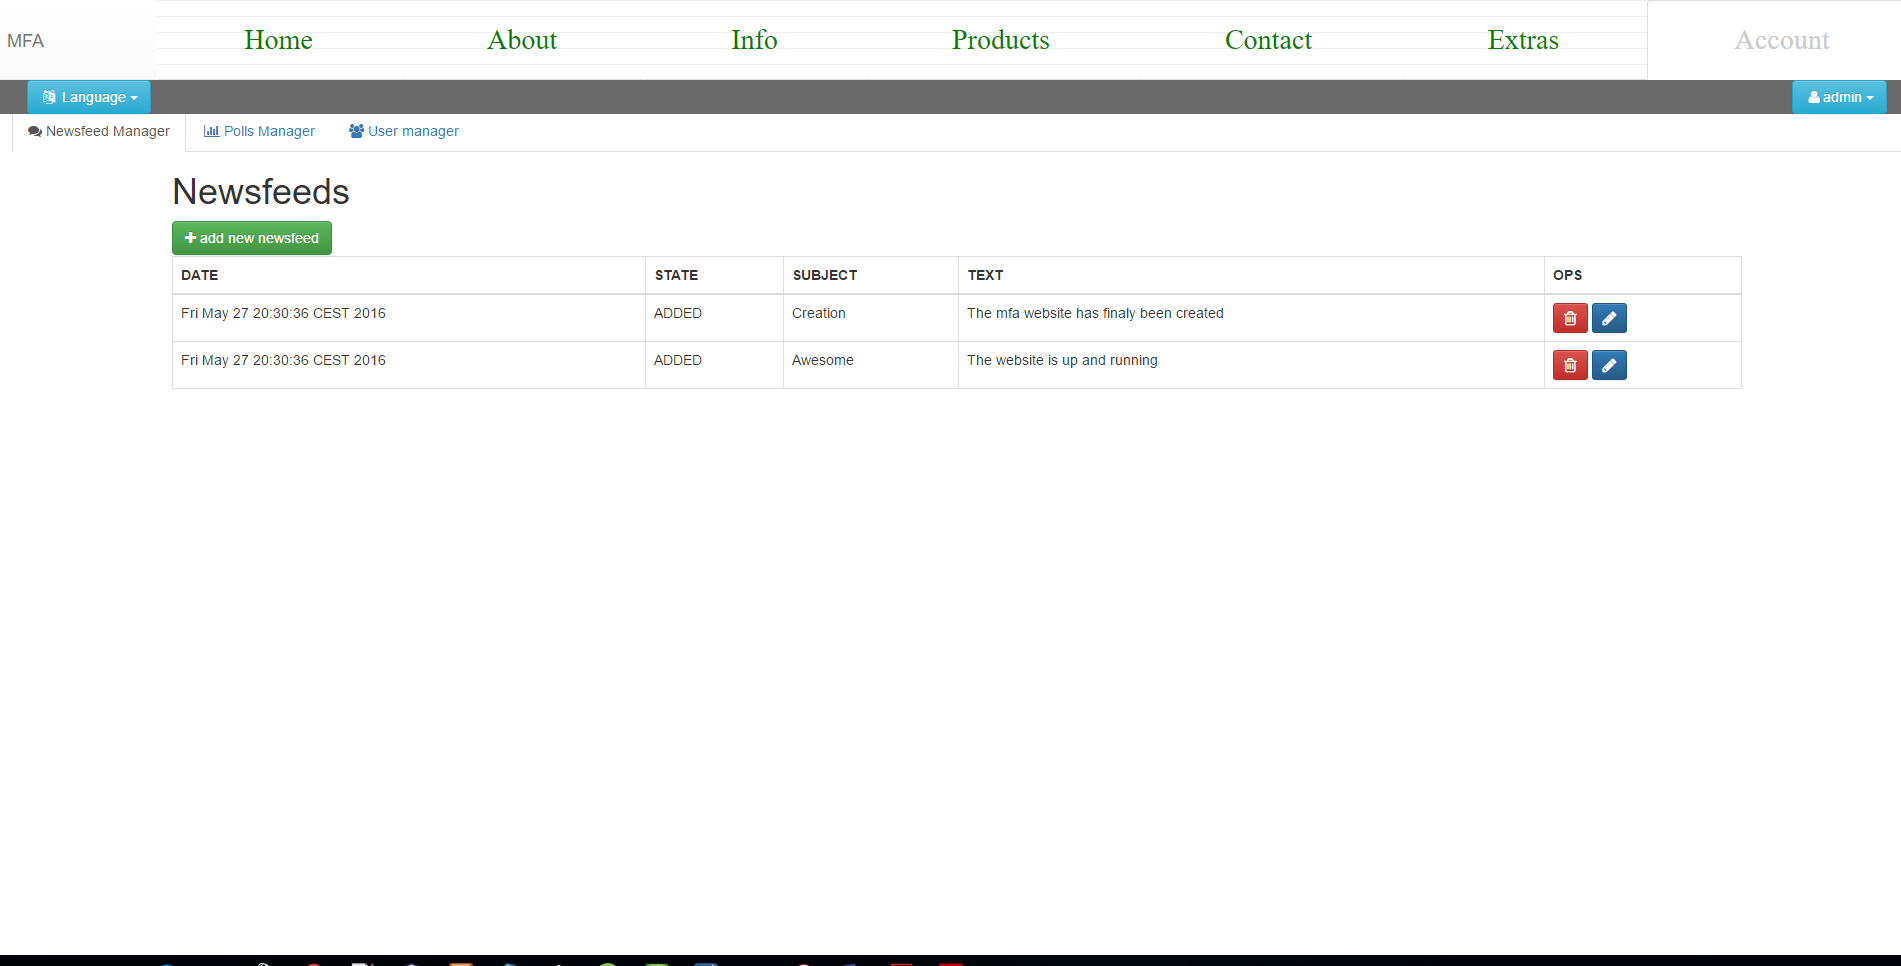 MFA Home About Info Products Contact Extras Account
Language admin
Newsfeed Manager Polls Manager User manager
Newsfeeds
add new newsfeed
DATE STATE SUBJECT TEXT OPS
Fri May 27 20:30:36 CEST 2016 ADDED Creation The mfa website has finaly been created
Fri May 27 20:30:36 CEST 2016 ADDED Awesome The website is up and running